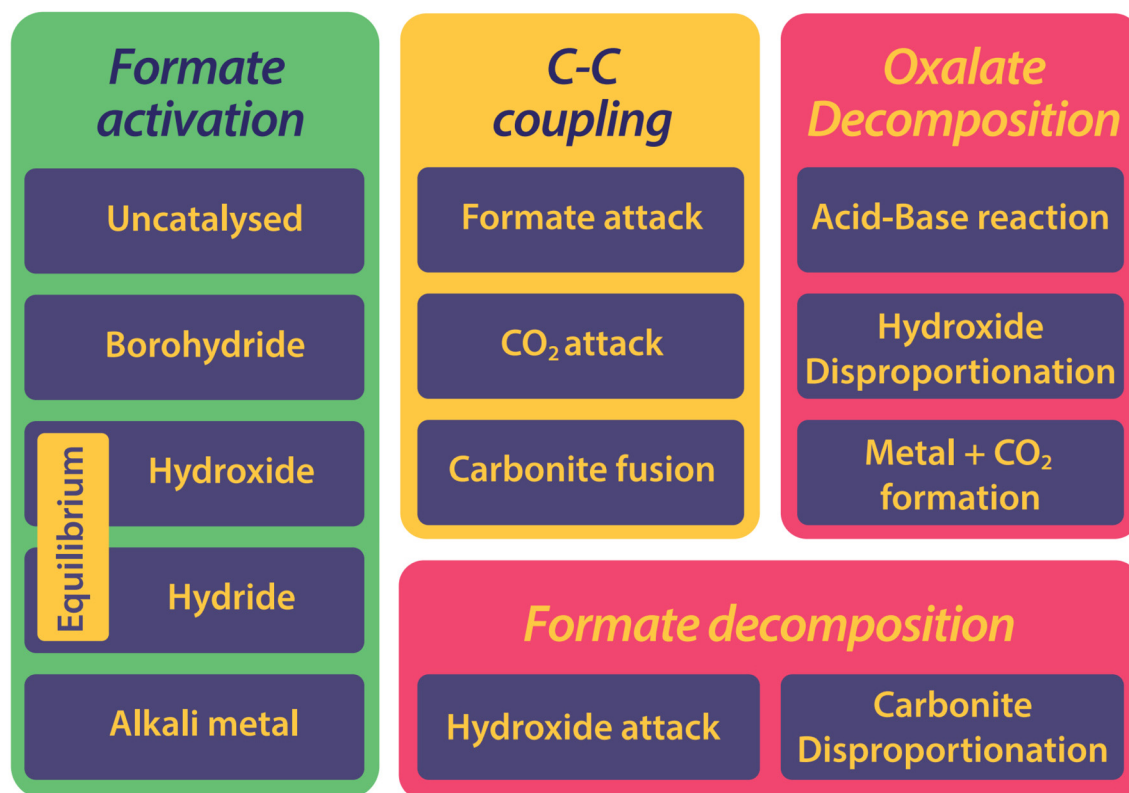 Formate
activation
Uncatalysed
Borohydride
Equilibrium
Hydroxide
Hydride
Alkali metal
C-C
coupling
Formate attack
CO₂ attack
Carbonite fusion
Oxalate
Decomposition
Acid-Base reaction
Hydroxide
Disproportionation
Metal + CO₂
formation
Formate decomposition
Hydroxide attack
Carbonite
Disproportionation